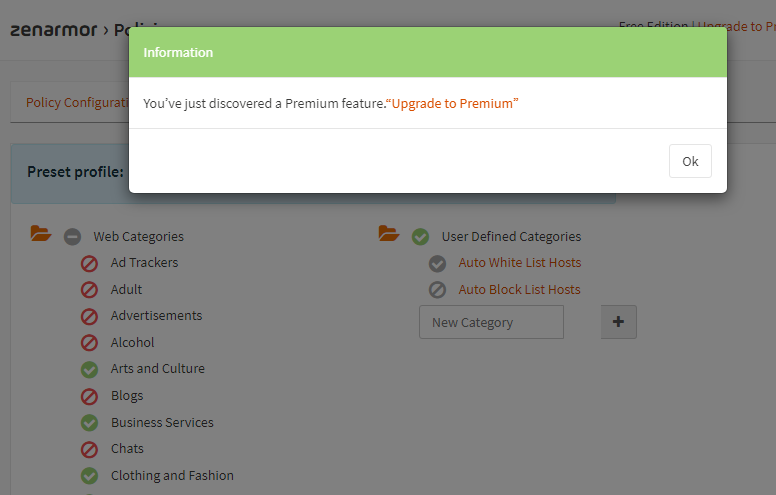 zenarmor › Polici
Free Edition | Upgrade to Pr
Information
You've just discovered a Premium feature.“Upgrade to Premium”
Ok
Policy Configurati
Preset profile:
Web Categories
Ad Trackers
Adult
Advertisements
Alcohol
Arts and Culture
Blogs
Business Services
Chats
Clothing and Fashion
User Defined Categories
Auto White List Hosts
Auto Block List Hosts
New Category
+